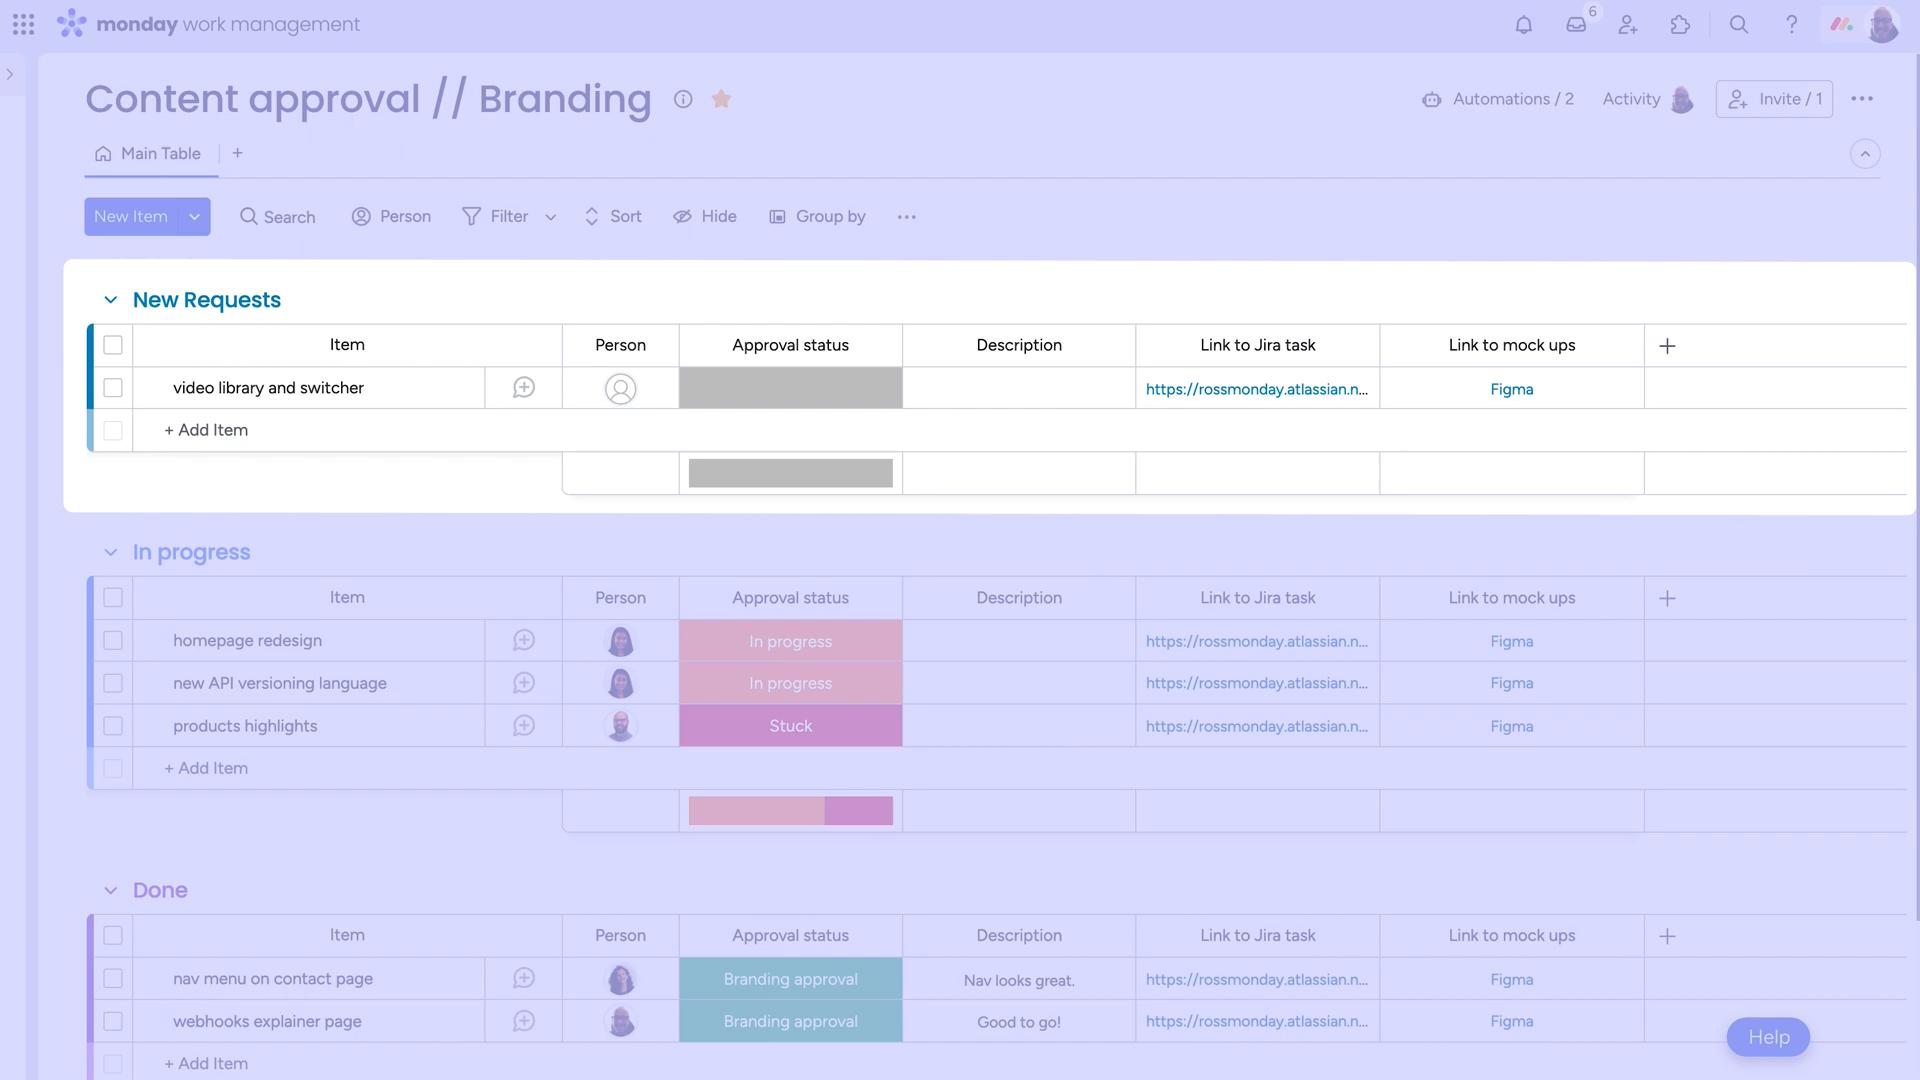 monday work management
6
Content approval // Branding
Automations / 2
Activity
Invite / 1
Main Table
New Item
Search
Person
Filter
Sort
Hide
Group by
New Requests
Item Person Approval status Description Link to Jira task Link to mock ups
video library and switcher https://rossmonday.atlassian.n... Figma
+ Add Item
In progress
Item Person Approval status Description Link to Jira task Link to mock ups
homepage redesign In progress https://rossmonday.atlassian.n... Figma
new API versioning language In progress https://rossmonday.atlassian.n... Figma
products highlights Stuck https://rossmonday.atlassian.n... Figma
+ Add Item
Done
Item Person Approval status Description Link to Jira task Link to mock ups
nav menu on contact page Branding approval Nav looks great. https://rossmonday.atlassian.n... Figma
webhooks explainer page Branding approval Good to go! https://rossmonday.atlassian.n... Figma
+ Add Item
Help